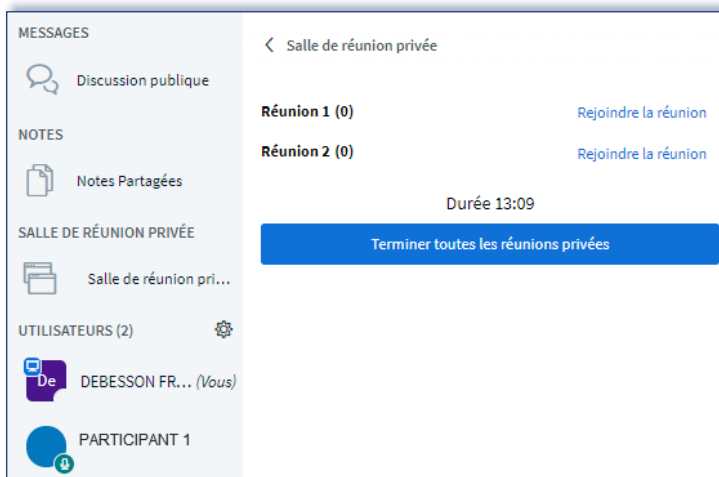 MESSAGES
Discussion publique
NOTES
Notes Partagées
SALLE DE RÉUNION PRIVÉE
Salle de réunion pri...
UTILISATEURS (2)
De
DEBESSON FR... (Vous)
PARTICIPANT 1
Salle de réunion privée
Réunion 1 (0) Rejoindre la réunion
Réunion 2 (0) Rejoindre la réunion
Durée 13:09
Terminer toutes les réunions privées